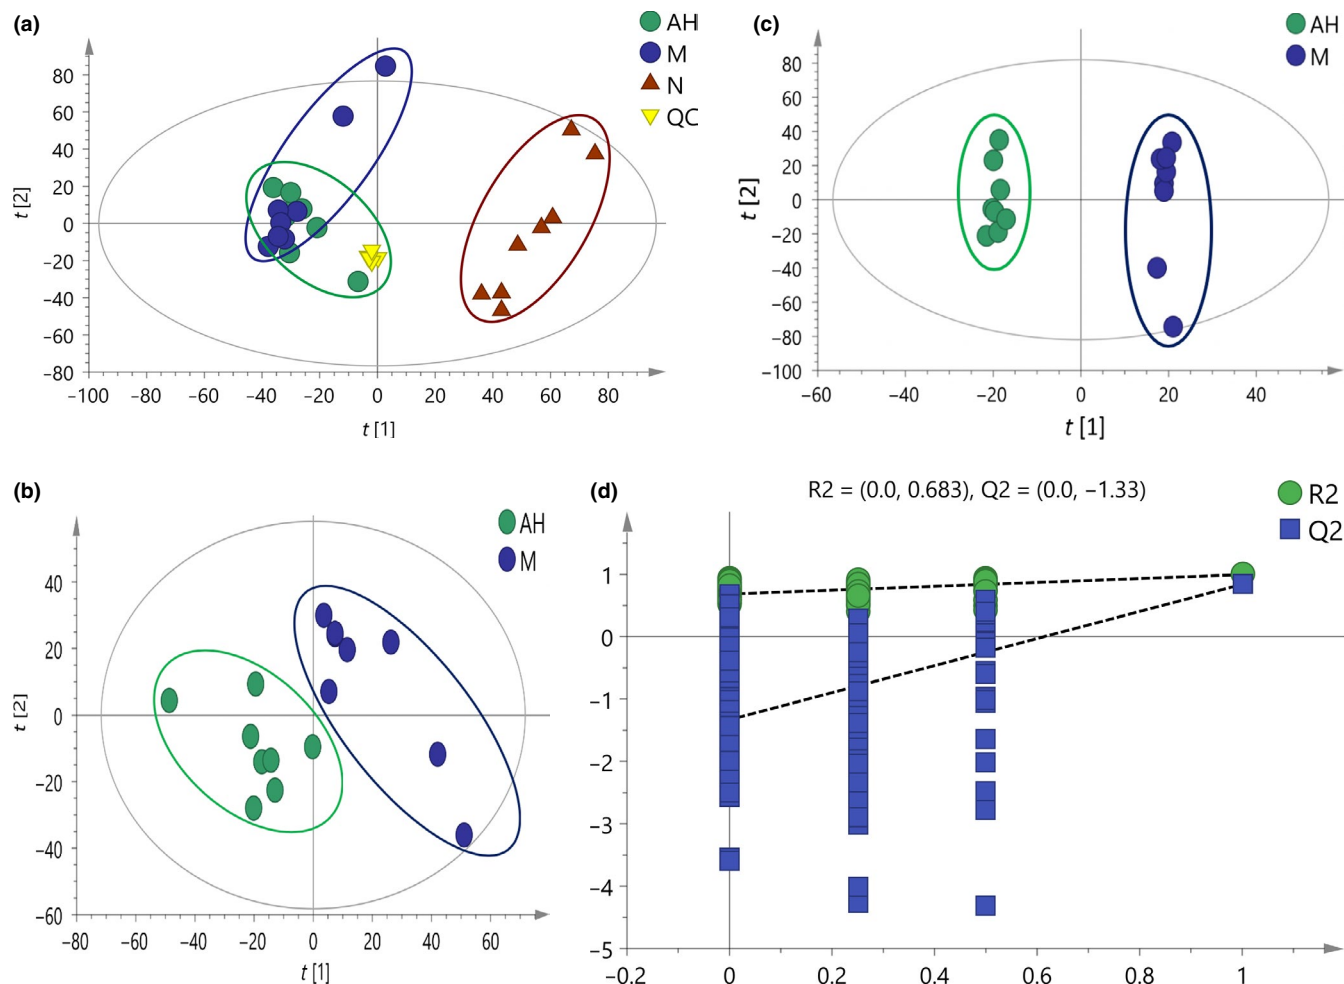 (a)
AH
M
N
QC
t [2]
80
60
40
20
0
−20
−40
−60
−80
−100 −80 −60 −40 −20 0 20 40 60 80
t [1]
(c)
AH
M
t [2]
80
60
40
20
0
−20
−40
−60
−80
−100
−60 −40 −20 0 20 40
t [1]
(b)
AH
M
t [2]
40
20
0
−20
−40
−60
−80 −60 −40 −20 0 20 40 60
t [1]
(d)
R2 = (0.0, 0.683), Q2 = (0.0, −1.33)
R2
Q2
1
0
−1
−2
−3
−4
−5
−0.2 0 0.2 0.4 0.6 0.8 1